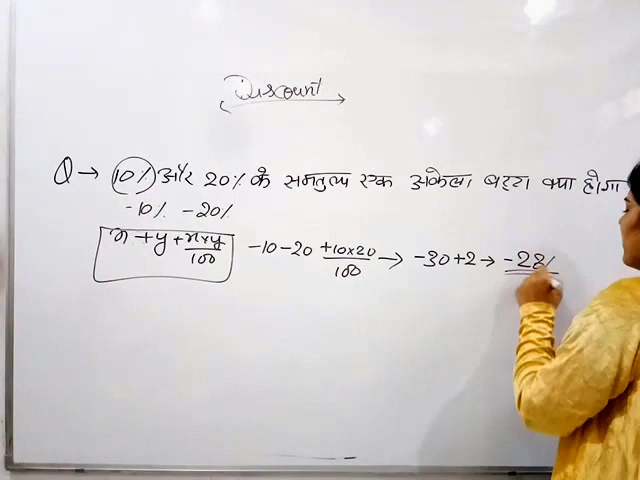 Discount
Q → 10% और 20% के समतुल्य एक अकेला बट्टा क्या होगा
-10% -20%
x + y + x×y/100 -10-20 +10×20/100 → -30+2 → -28%